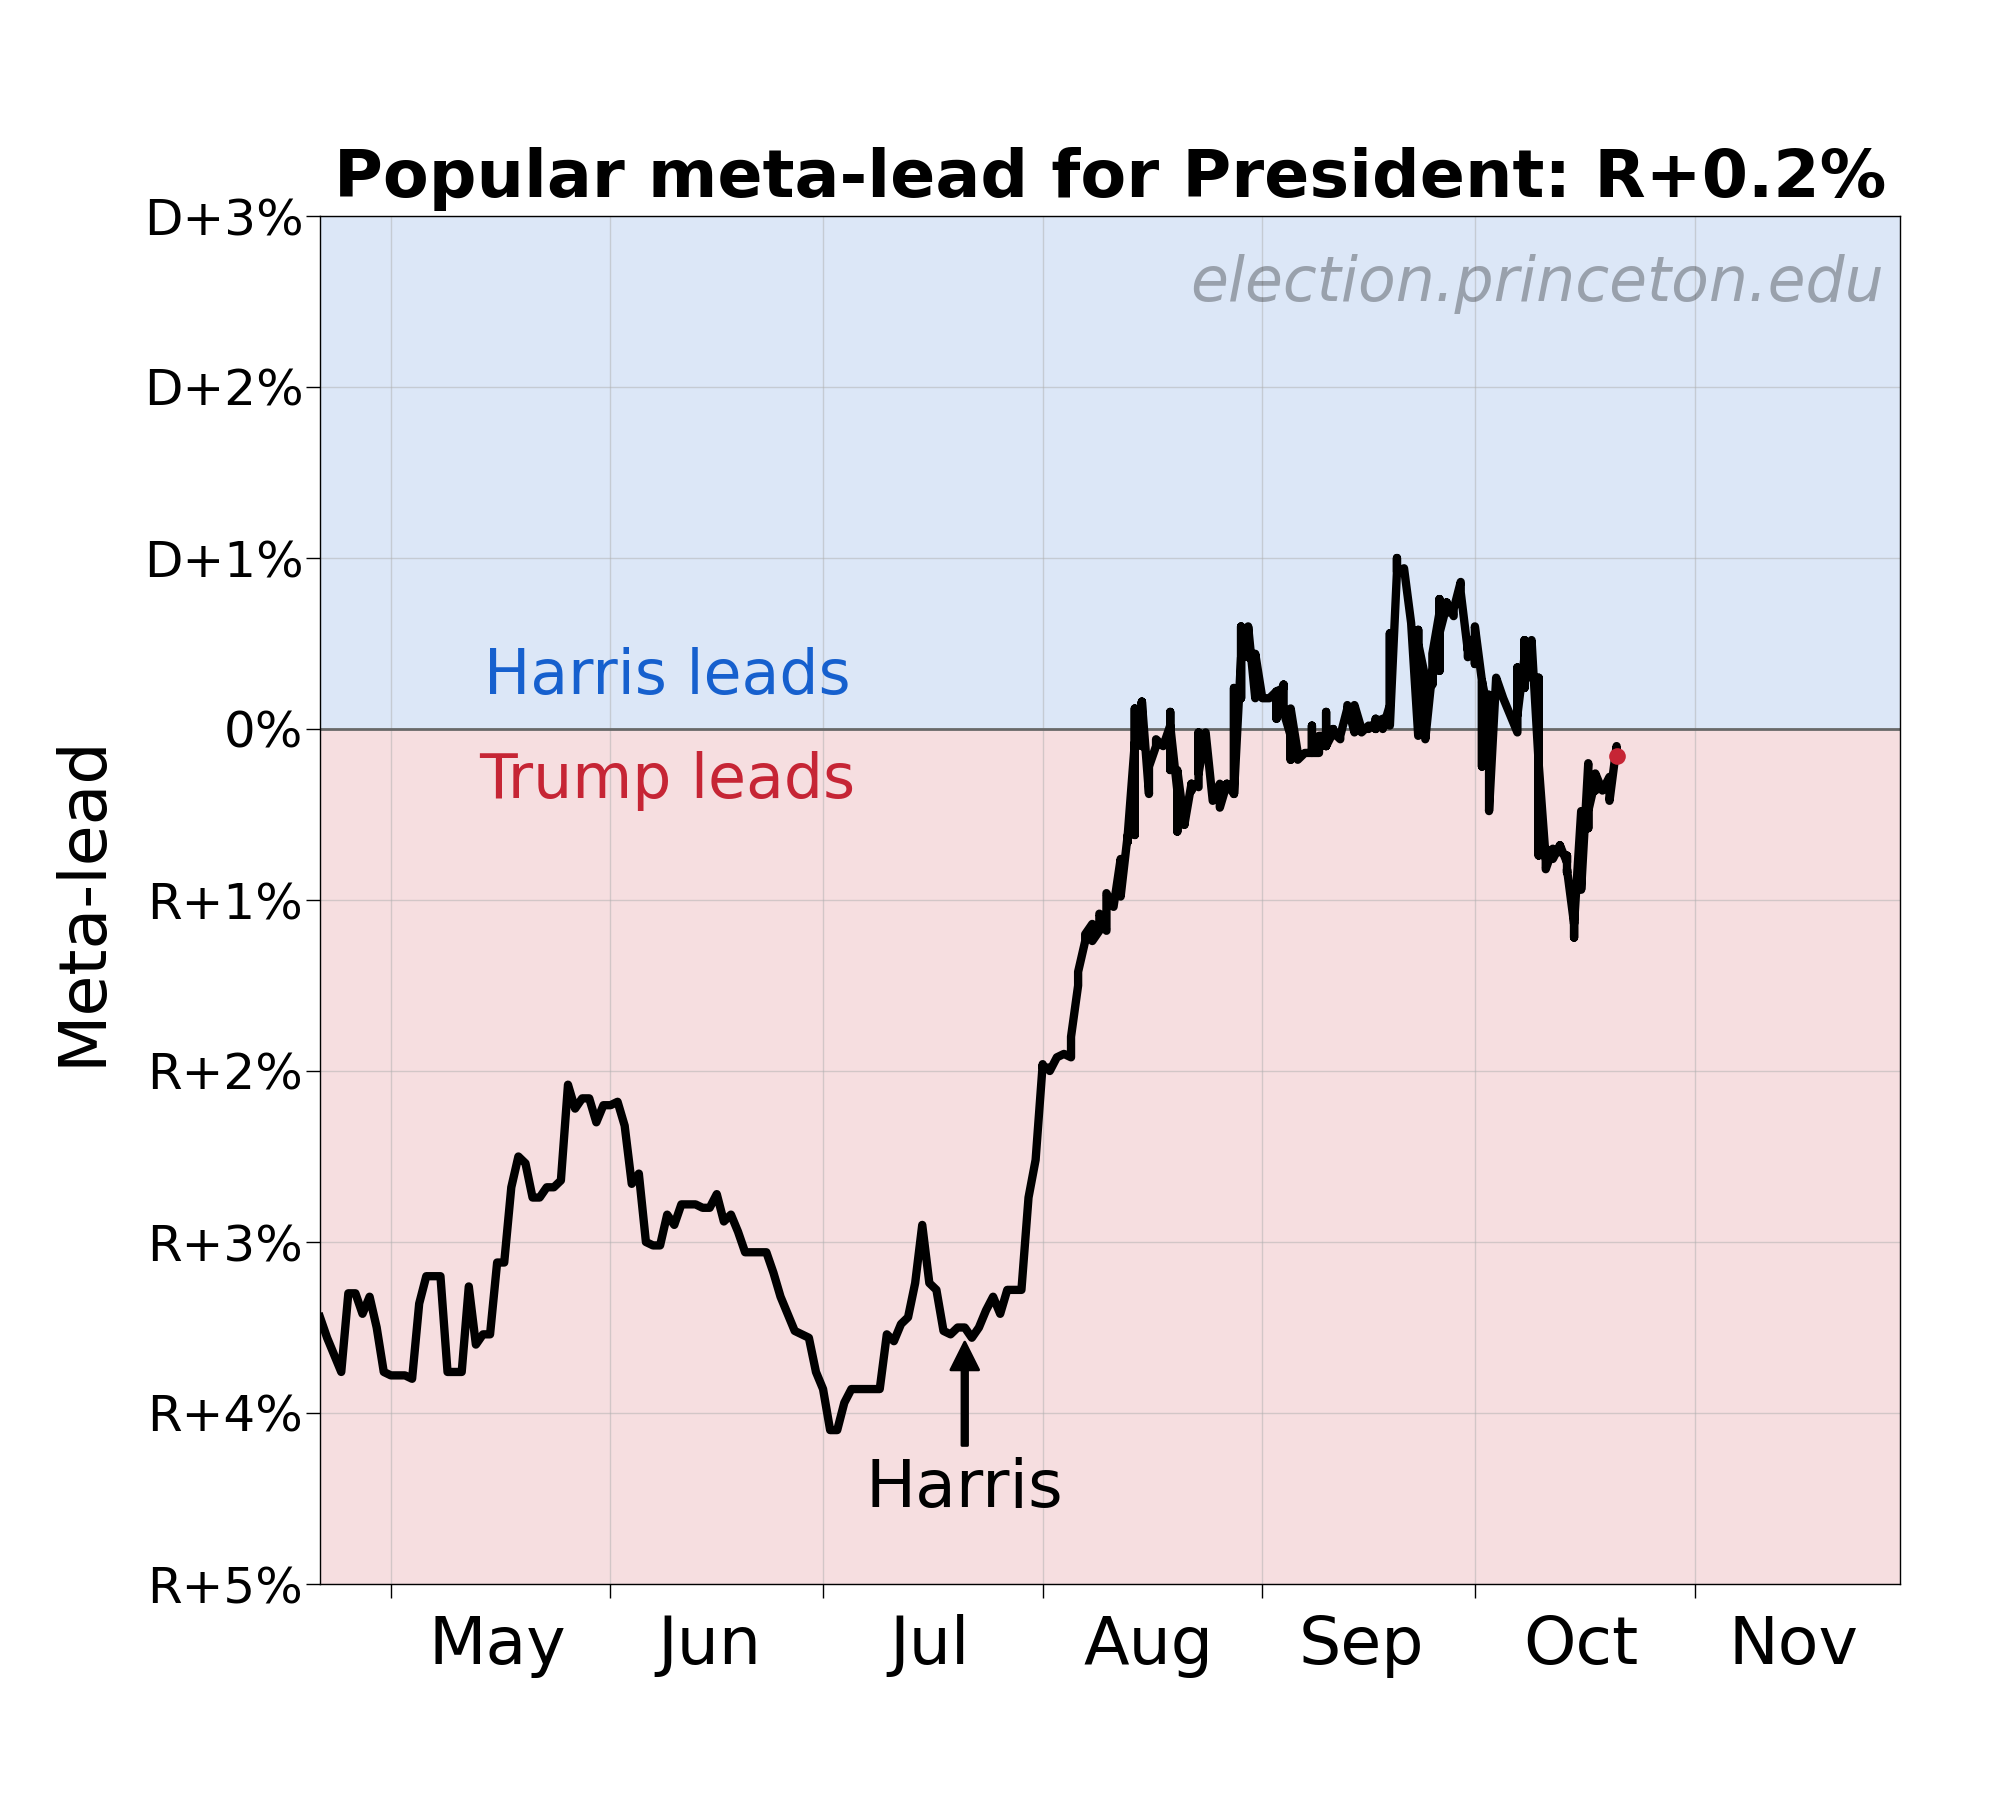 Popular meta-lead for President: R+0.2%
D+3%
election.princeton.edu
D+2%
D+1%
Harris leads
0%
Trump leads
Meta-lead
R+1%
R+2%
R+3%
R+4%
Harris
R+5%
May Jun Jul Aug Sep Oct Nov